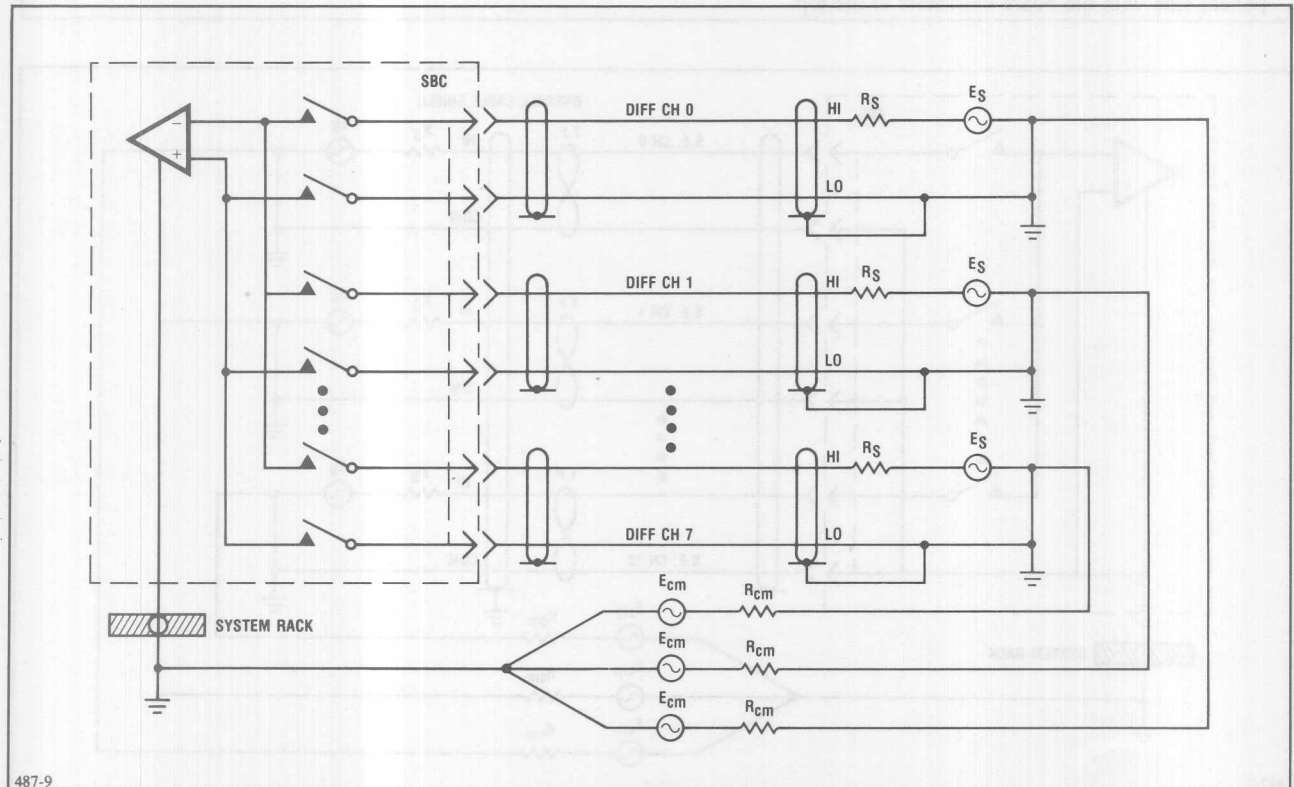 SBC
DIFF CH 0
HI
RS
ES
LO
DIFF CH 1
HI
RS
ES
LO
HI
RS
ES
DIFF CH 7
LO
SYSTEM RACK
Ecm
Rcm
Ecm
Rcm
Ecm
Rcm
487-9